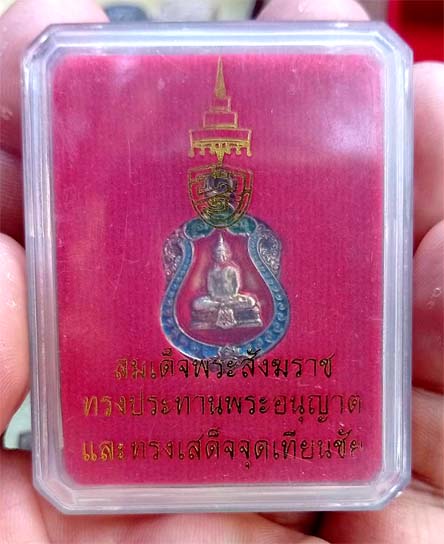 สมเด็จพระสังฆราช
ทรงประทานพระอนุญาต
และทรงเสด็จจุดเทียนชัย